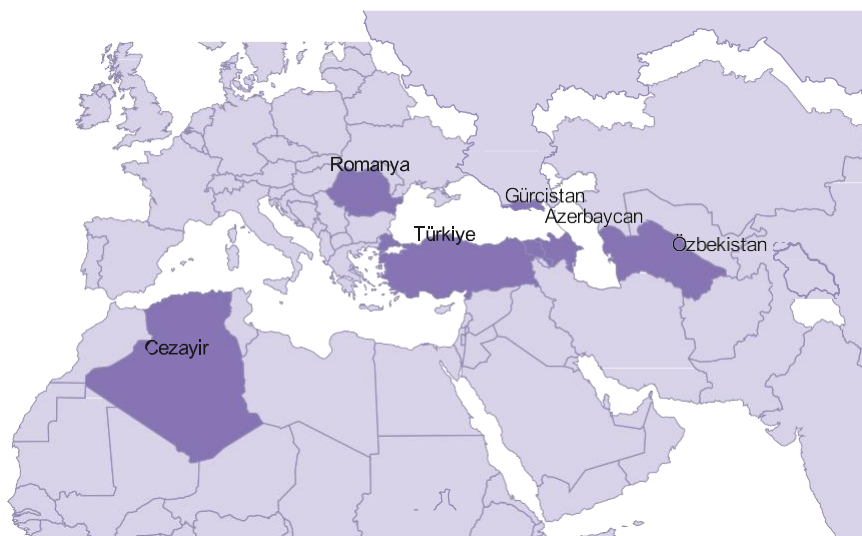 Romanya
Gürcistan
Azerbaycan
Türkiye
Özbekistan
Cezayir